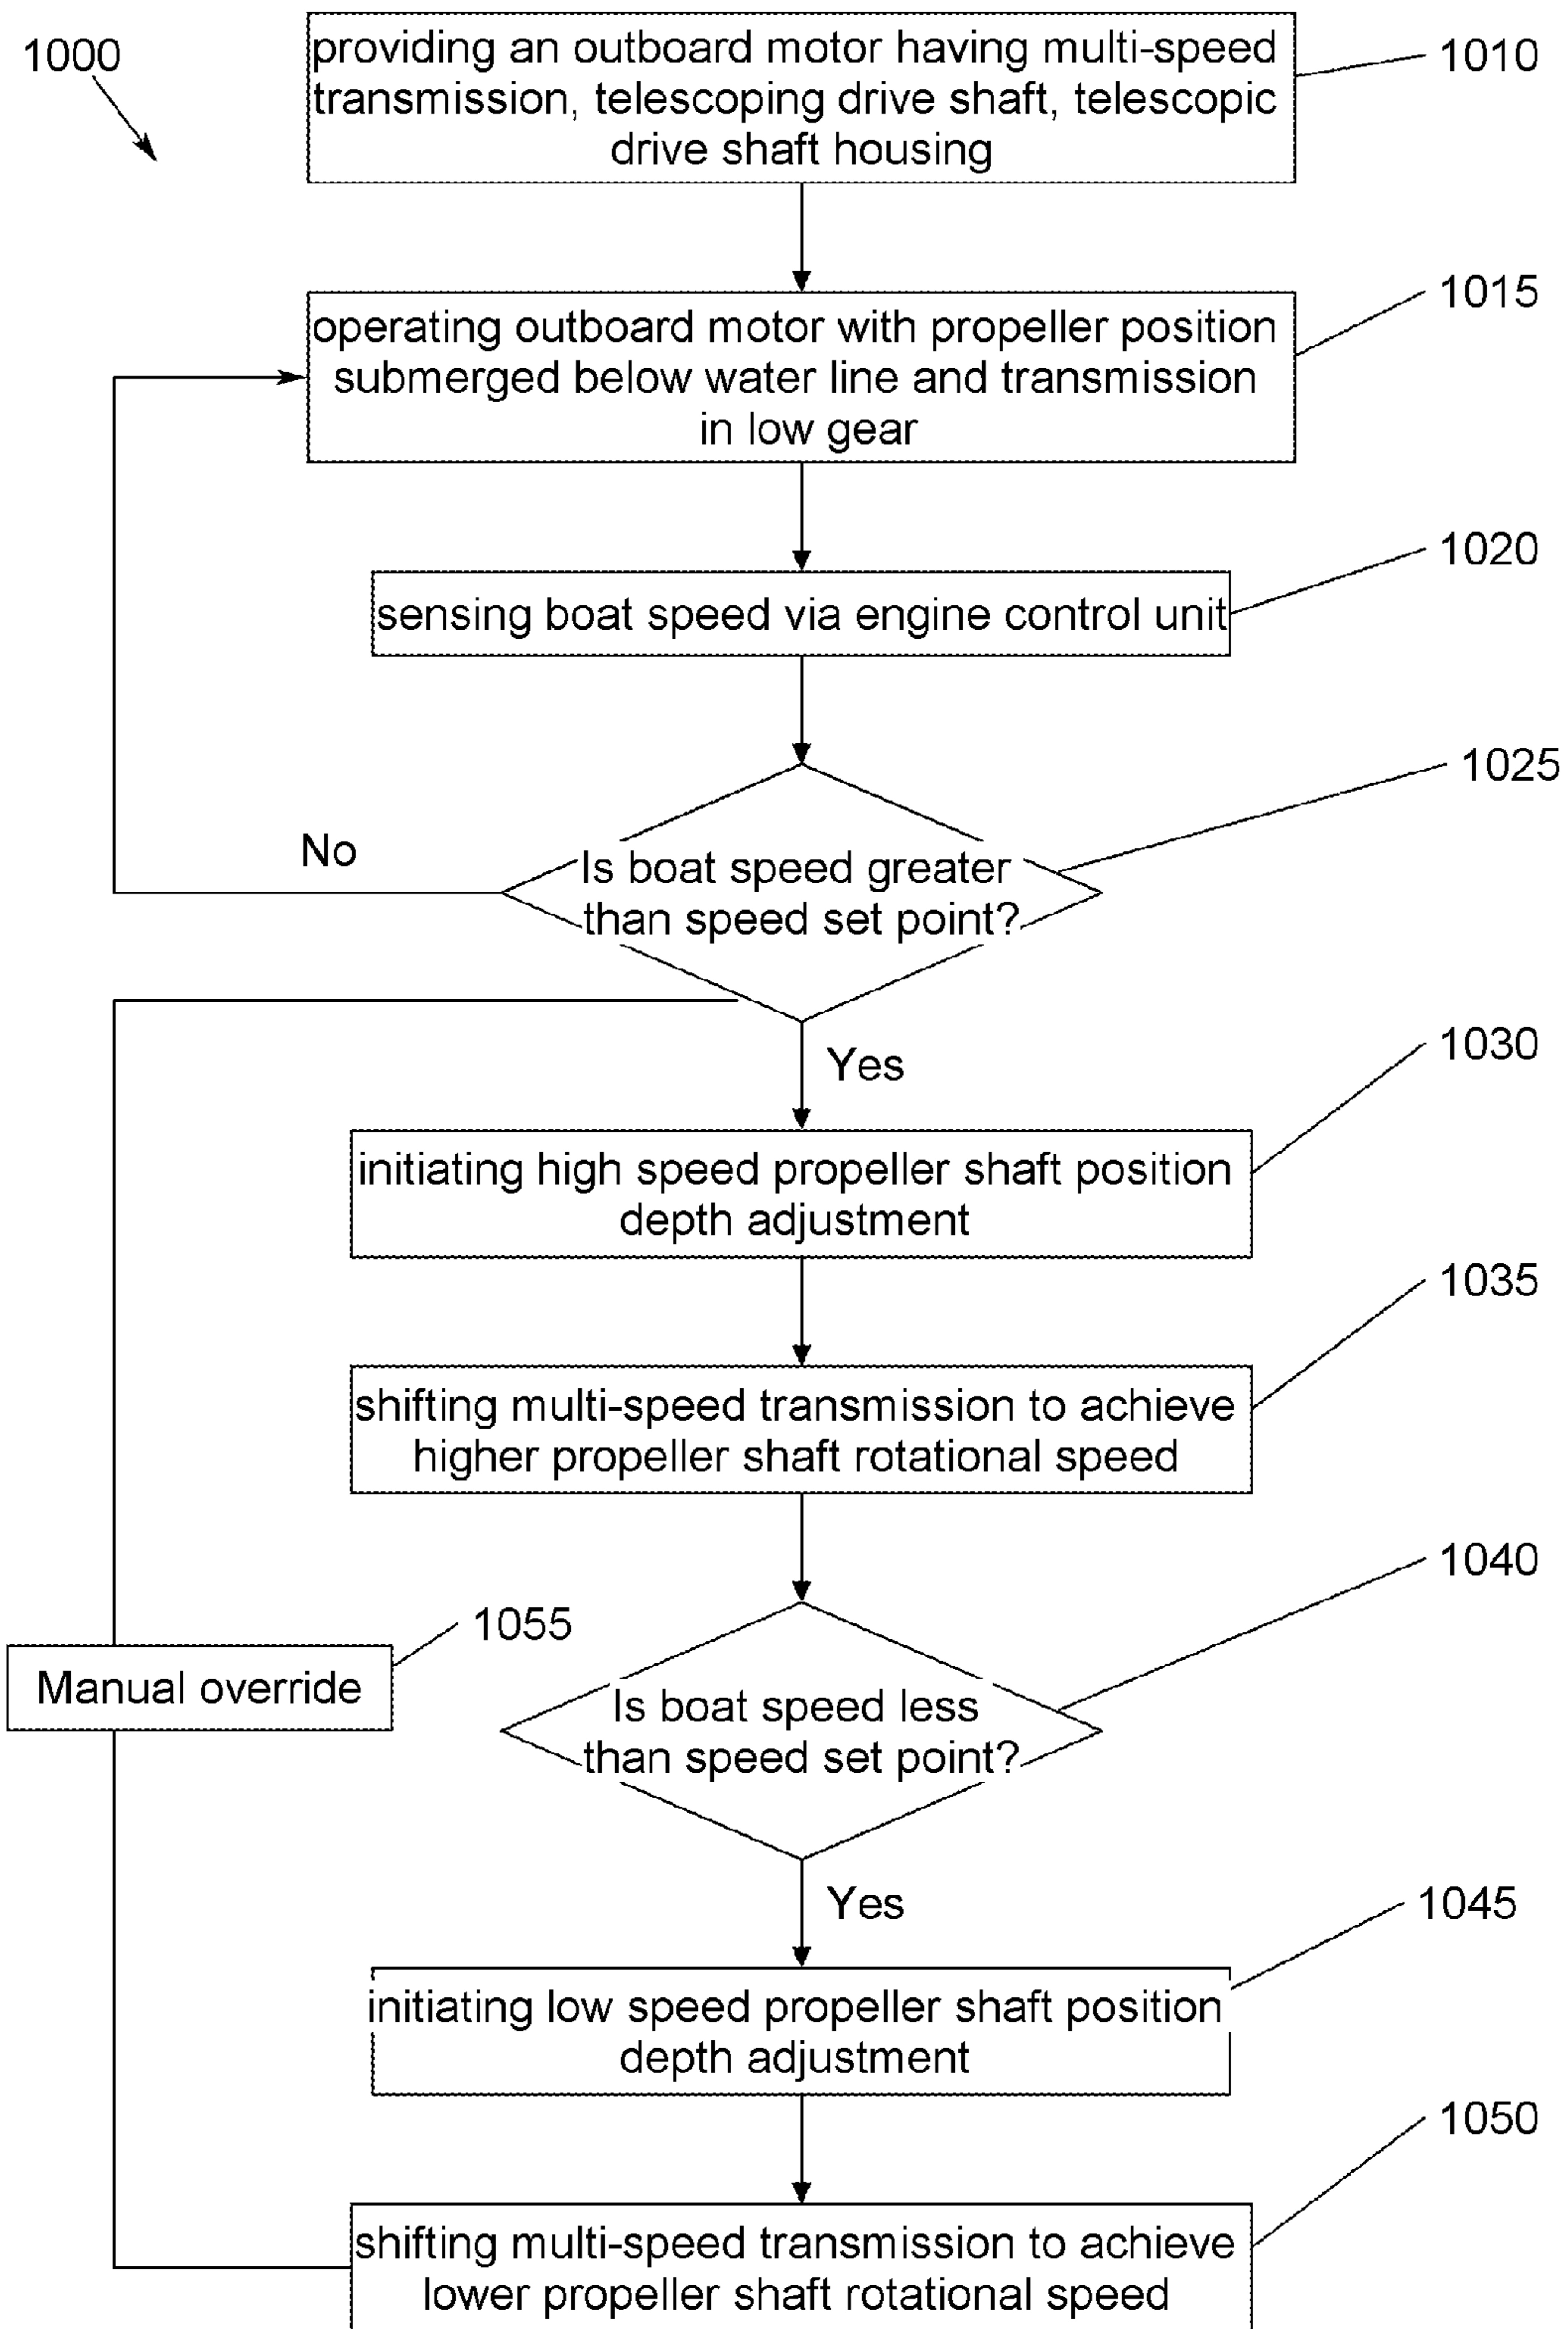 1000
providing an outboard motor having multi-speed
transmission, telescoping drive shaft, telescopic
drive shaft housing
1010
operating outboard motor with propeller position
submerged below water line and transmission
in low gear
1015
sensing boat speed via engine control unit
1020
Is boat speed greater
than speed set point?
1025
No
Yes
initiating high speed propeller shaft position
depth adjustment
1030
shifting multi-speed transmission to achieve
higher propeller shaft rotational speed
1035
Is boat speed less
than speed set point?
1040
Manual override
1055
Yes
initiating low speed propeller shaft position
depth adjustment
1045
shifting multi-speed transmission to achieve
lower propeller shaft rotational speed
1050